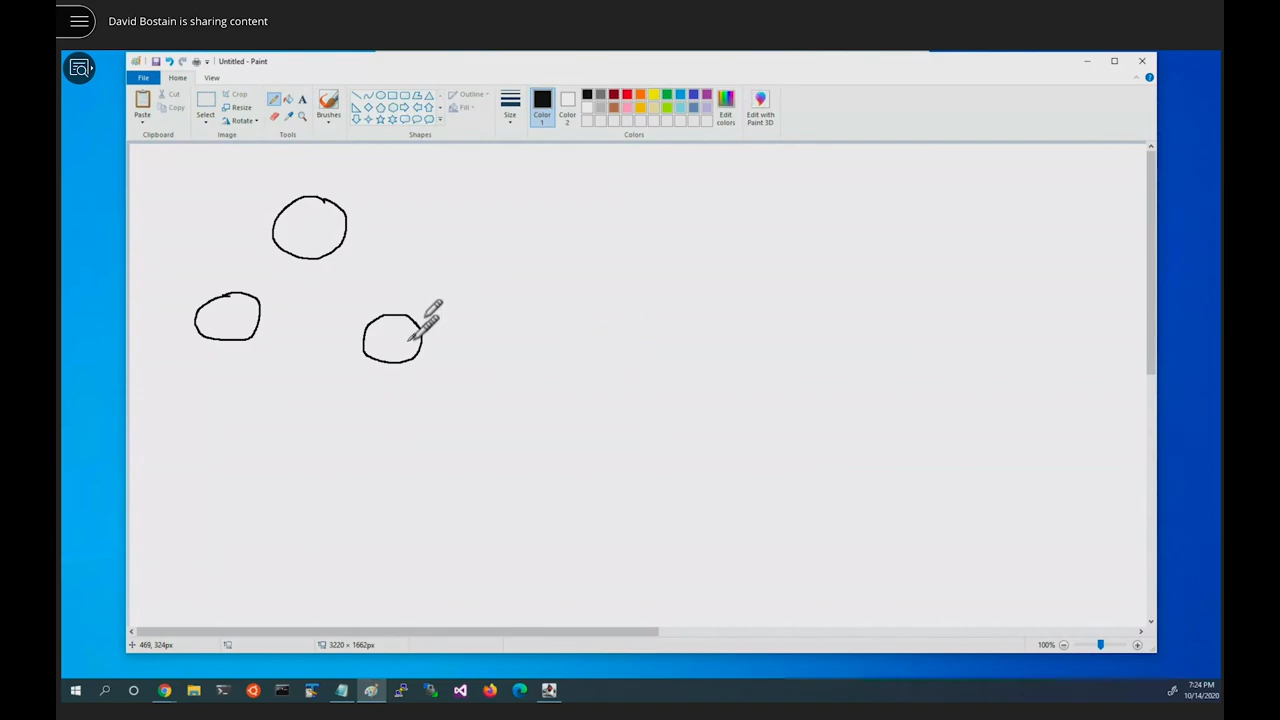 David Bostain is sharing content
Untitled - Paint
File Home View
Paste
Cut
Copy
Clipboard
Select
Crop
Resize
Rotate
Image
A
Tools
Brushes
Outline
Fill
Shapes
Size
Color 1
Color 2
Edit colors
Colors
Edit with Paint 3D
469, 324px
3220 × 1662px
100%
7:24 PM
10/14/2020